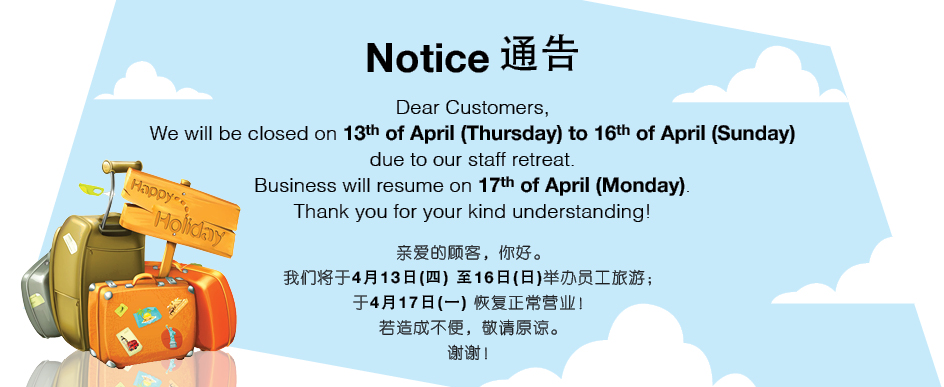 Notice 通告
Dear Customers,
We will be closed on 13th of April (Thursday) to 16th of April (Sunday)
due to our staff retreat.
Business will resume on 17th of April (Monday).
Thank you for your kind understanding!
Happy
Holiday
亲爱的顾客，你好。
我们将于4月13日(四) 至16日(日)举办员工旅游；
于4月17日(一) 恢复正常营业！
若造成不便，敬请原谅。
谢谢！